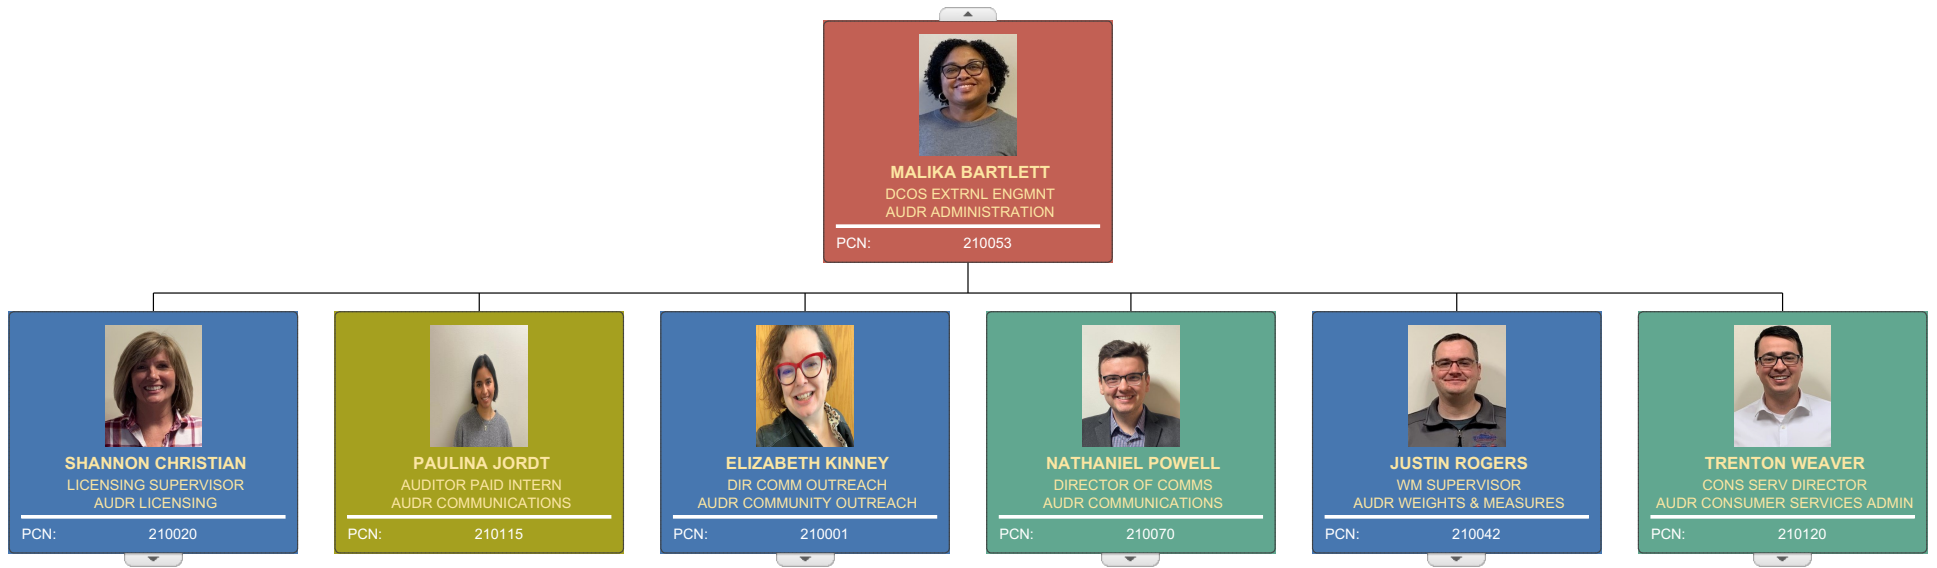 MALIKA BARTLETT
DCOS EXTRNL ENGMNT
AUDR ADMINISTRATION
PCN: 210053
SHANNON CHRISTIAN
LICENSING SUPERVISOR
AUDR LICENSING
PCN: 210020
PAULINA JORDT
AUDITOR PAID INTERN
AUDR COMMUNICATIONS
PCN: 210115
ELIZABETH KINNEY
DIR COMM OUTREACH
AUDR COMMUNITY OUTREACH
PCN: 210001
NATHANIEL POWELL
DIRECTOR OF COMMS
AUDR COMMUNICATIONS
PCN: 210070
JUSTIN ROGERS
WM SUPERVISOR
AUDR WEIGHTS & MEASURES
PCN: 210042
TRENTON WEAVER
CONS SERV DIRECTOR
AUDR CONSUMER SERVICES ADMIN
PCN: 210120